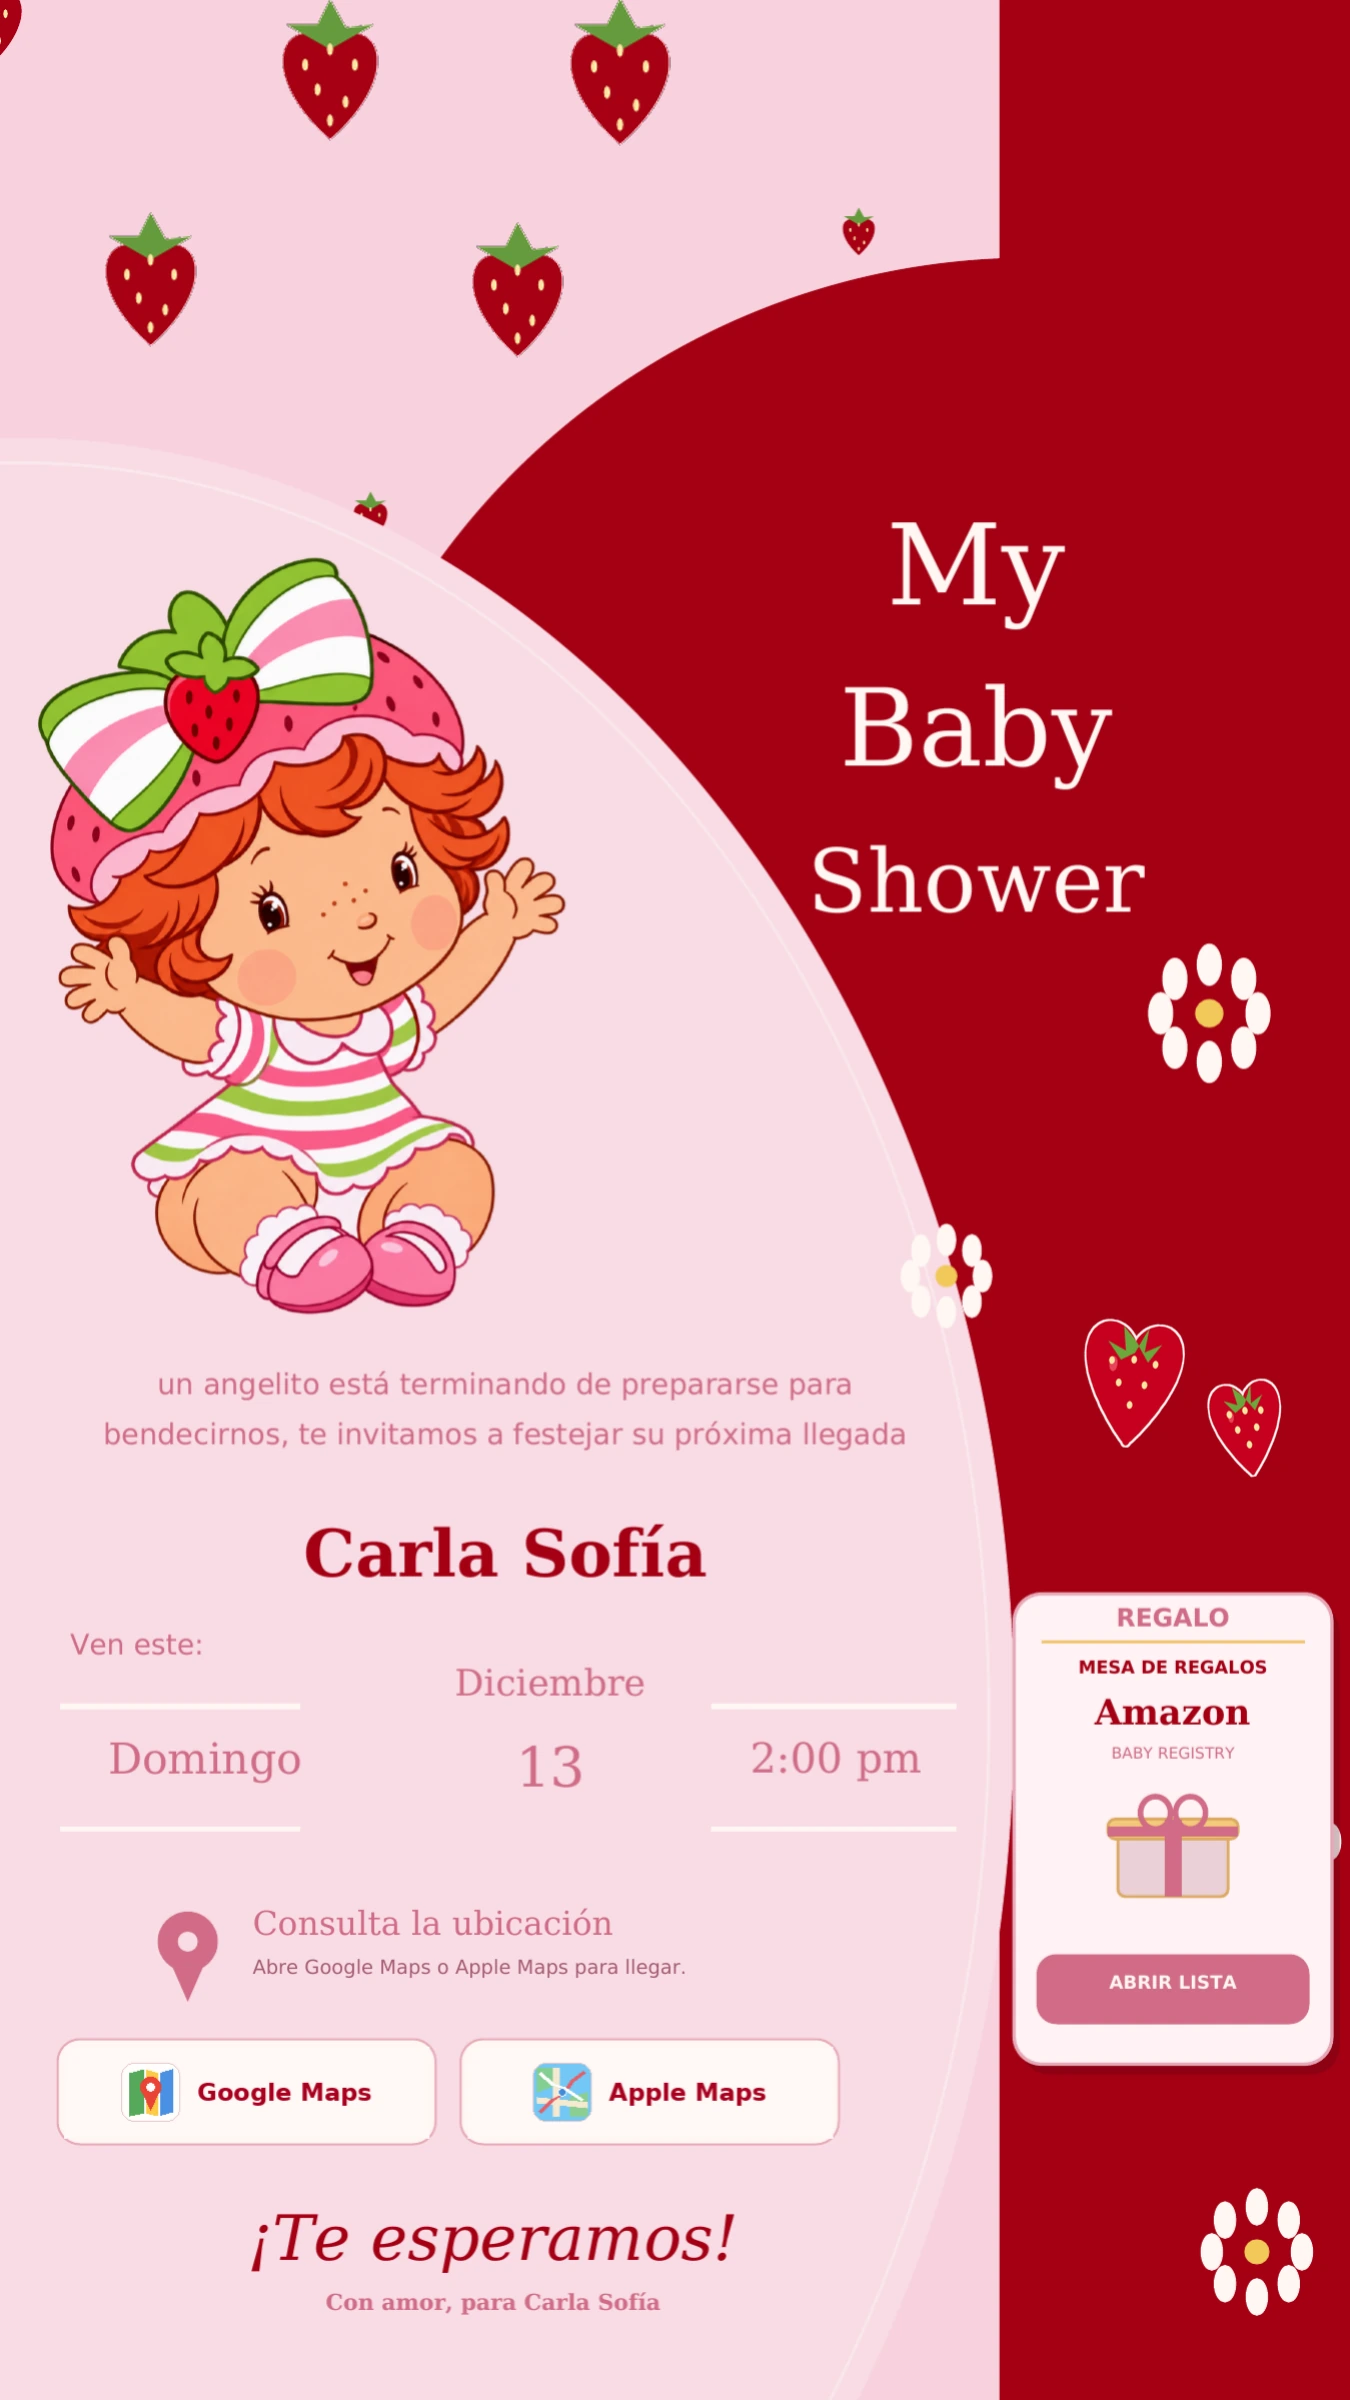 My
Baby
Shower
un angelito está terminando de prepararse para
bendecirnos, te invitamos a festejar su próxima llegada
Carla Sofía
Ven este:
Diciembre
Domingo
13
2:00 pm
REGALO
MESA DE REGALOS
Amazon
BABY REGISTRY
ABRIR LISTA
Consulta la ubicación
Abre Google Maps o Apple Maps para llegar.
Google Maps
Apple Maps
¡Te esperamos!
Con amor, para Carla Sofía